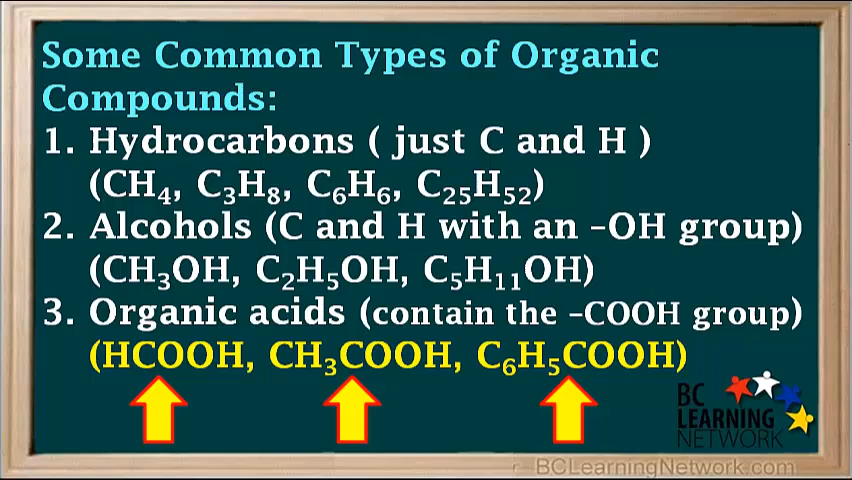 Some Common Types of Organic
Compounds:
1. Hydrocarbons ( just C and H )
(CH₄, C₃H₈, C₆H₆, C₂₅H₅₂)
2. Alcohols (C and H with an –OH group)
(CH₃OH, C₂H₅OH, C₅H₁₁OH)
3. Organic acids (contain the –COOH group)
(HCOOH, CH₃COOH, C₆H₅COOH)
BC
LEARNING
NETWORK
r - BCLearningNetwork.com